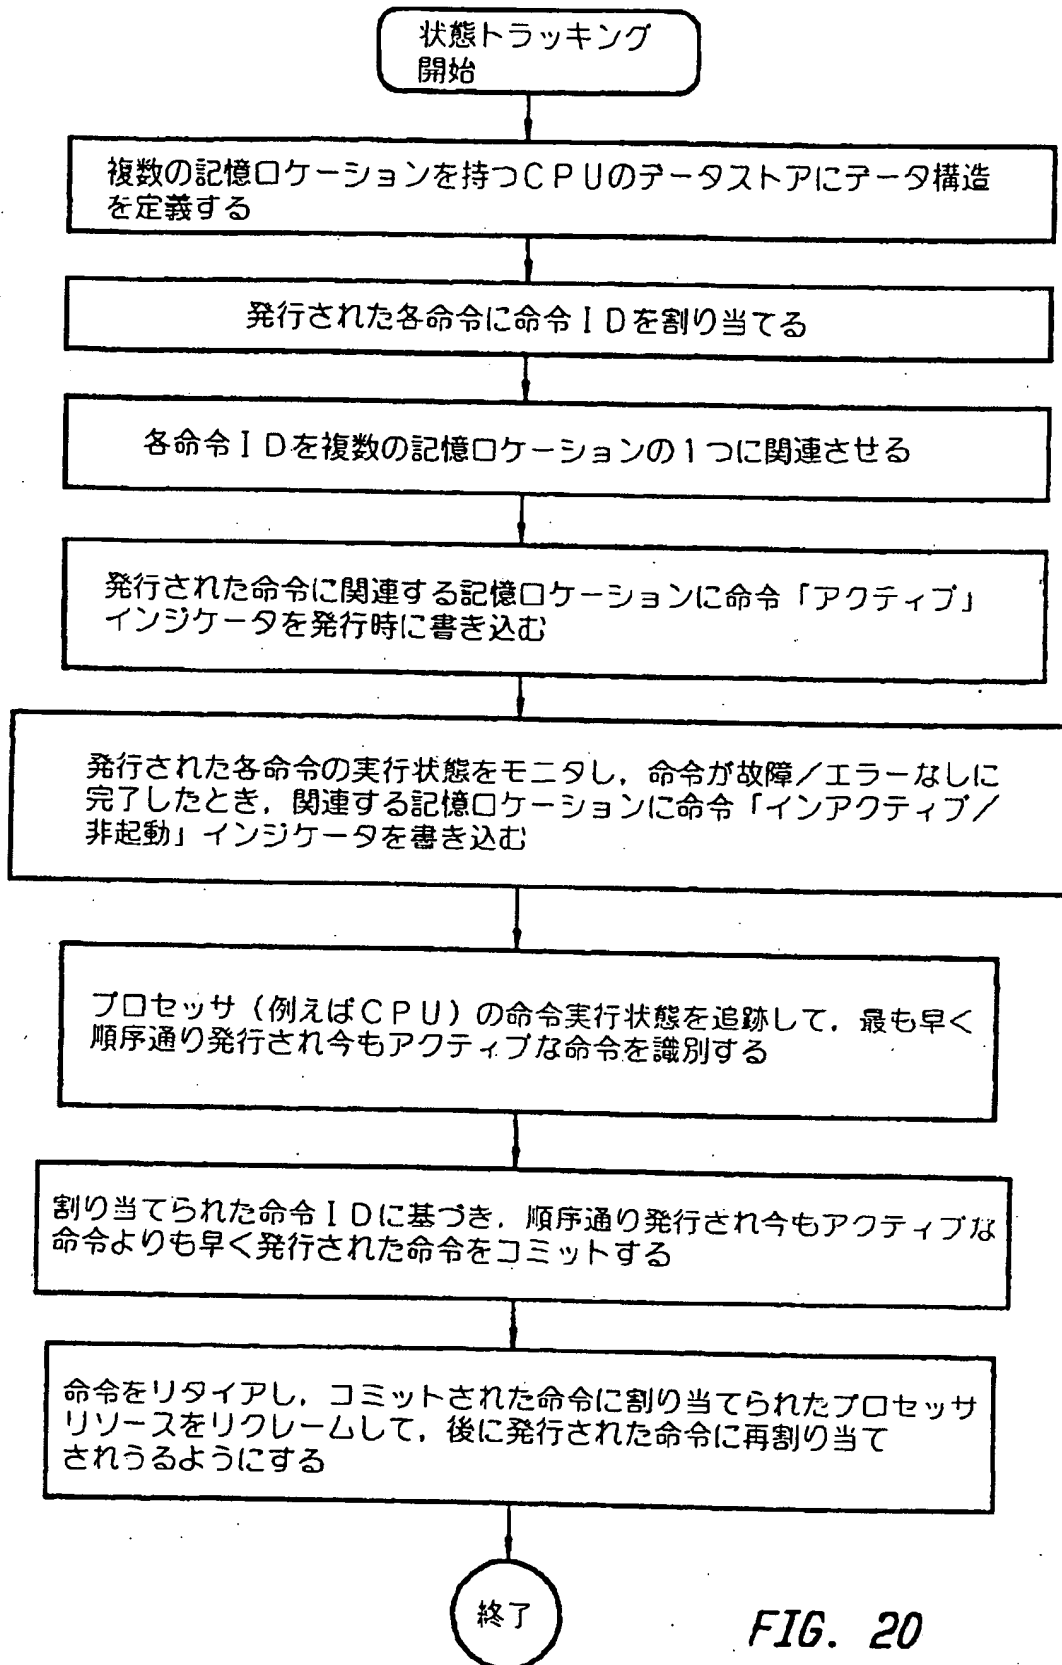 状態トラッキング
開始
複数の記憶ロケーションを持つCPUのデータストアにデータ構造
を定義する
発行された各命令に命令IDを割り当てる
各命令IDを複数の記憶ロケーションの1つに関連させる
発行された命令に関連する記憶ロケーションに命令「アクティブ」
インジケータを発行時に書き込む
発行された各命令の実行状態をモニタし，命令が故障／エラーなしに
完了したとき，関連する記憶ロケーションに命令「インアクティブ／
非起動」インジケータを書き込む
プロセッサ（例えばCPU）の命令実行状態を追跡して，最も早く
順序通り発行され今もアクティブな命令を識別する
割り当てられた命令IDに基づき，順序通り発行され今もアクティブな
命令よりも早く発行された命令をコミットする
命令をリタイアし，コミットされた命令に割り当てられたプロセッサ
リソースをリクレームして，後に発行された命令に再割り当て
されうるようにする
終了
FIG. 20